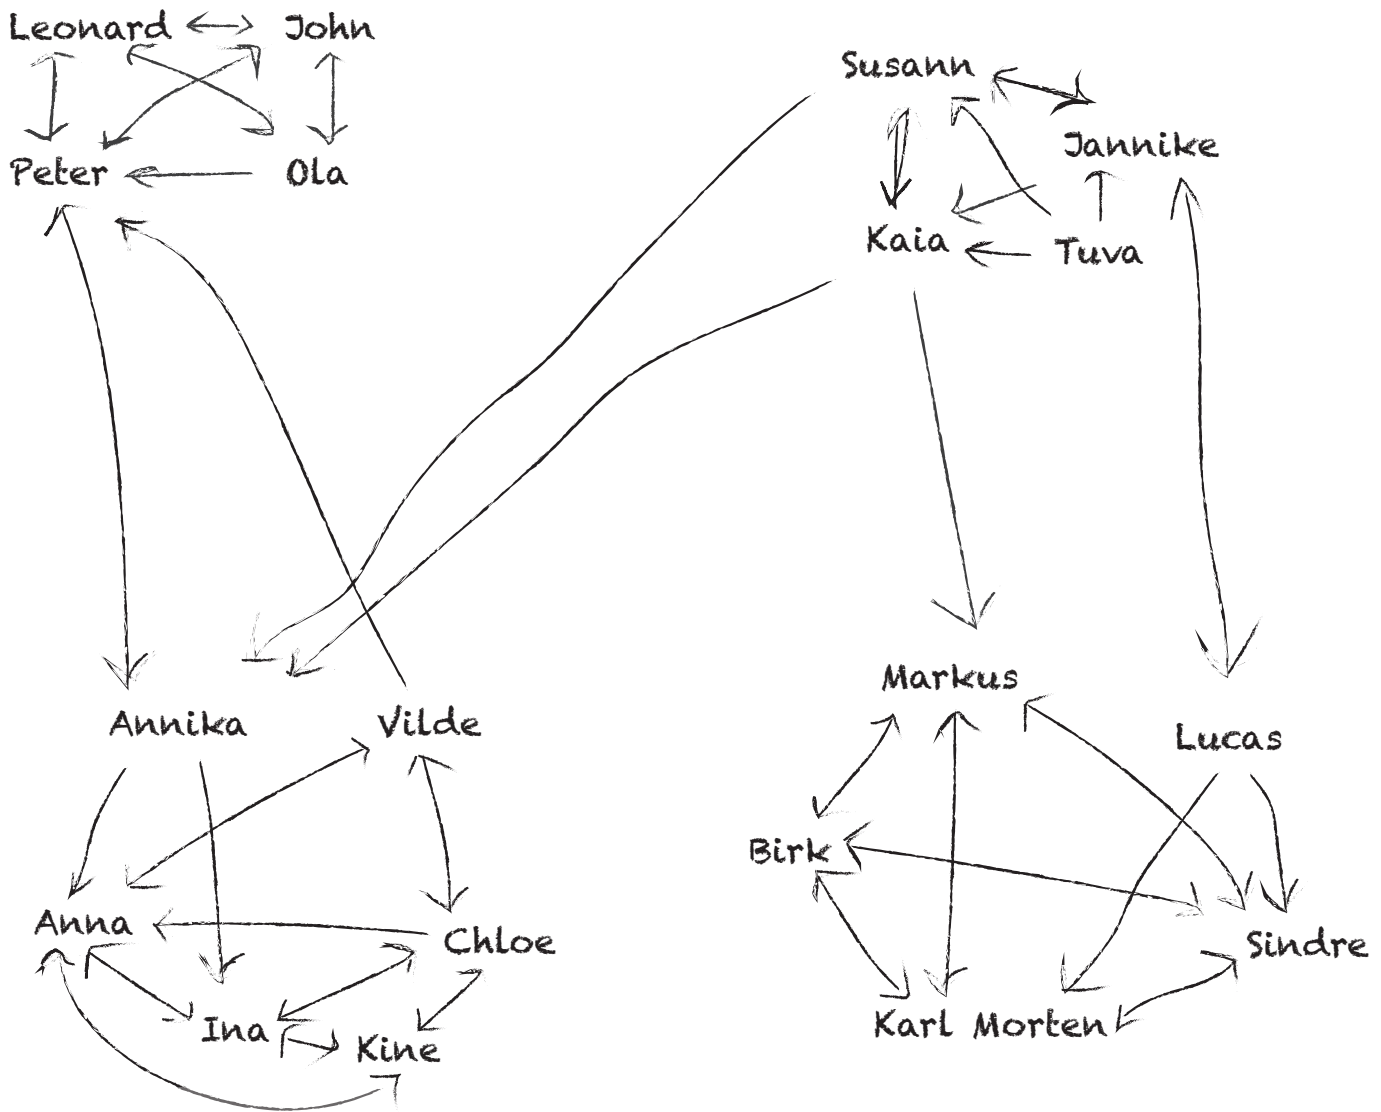 Leonard John
Peter Ola
Susann
Jannike
Kaia Tuva
Annika Vilde
Markus
Lucas
Birk
Anna Chloe
Sindre
Ina Kine
Karl Morten